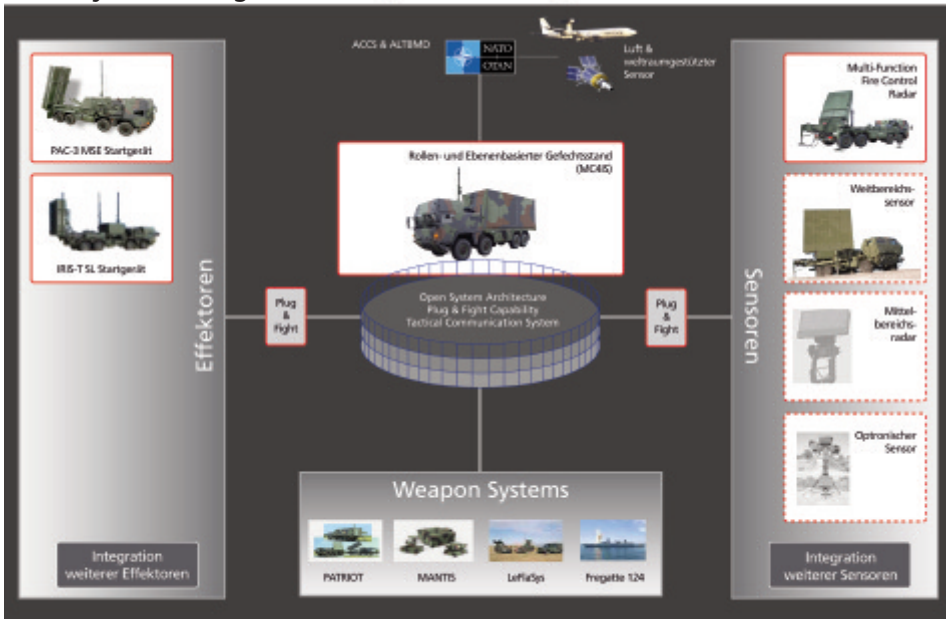 ACCS & ALTBMD
NATO
OTAN
Luft &
weltraumgestützter
Sensor
PAC-3 MSE Startgerät
IRIS-T SL Startgerät
Effektoren
Integration
weiterer Effektoren
Rollen- und Ebenenbasierter Gefechtsstand
(MC4IS)
Plug
&
Fight
Open System Architecture
Plug & Fight Capability
Tactical Communication System
Plug
&
Fight
Weapon Systems
PATRIOT
MANTIS
LeFlaSys
Fregatte 124
Sensoren
Multi-Function
Fire Control
Radar
Weitbereichs-
sensor
Mittel-
bereichs-
radar
Optronischer
Sensor
Integration
weiterer Sensoren